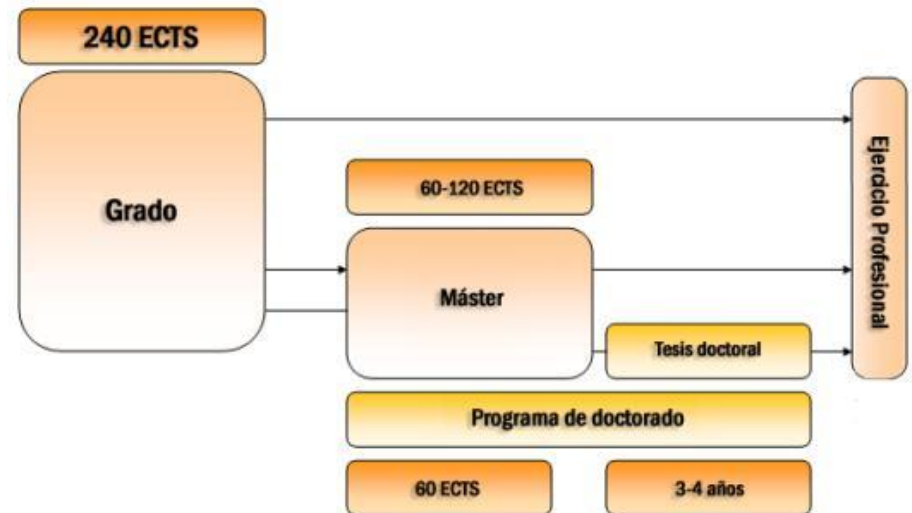 240 ECTS
Grado
60-120 ECTS
Máster
Tesis doctoral
Programa de doctorado
60 ECTS
3-4 años
Ejercicio Profesional